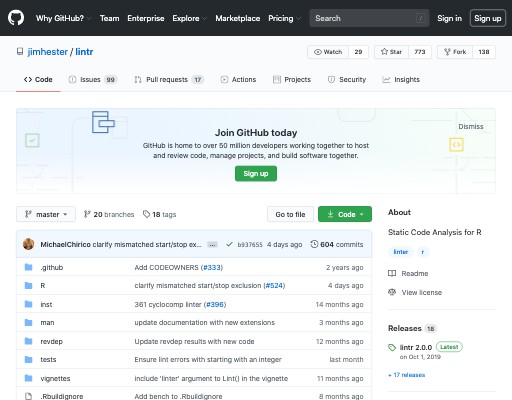 Why GitHub? Team Enterprise Explore Marketplace Pricing Search / Sign in Sign up
jimhester / lintr Watch 29 Star 773 Fork 138
Code Issues 99 Pull requests 17 Actions Projects Security Insights
Join GitHub today
Dismiss
GitHub is home to over 50 million developers working together to host
and review code, manage projects, and build software together.
Sign up
master 20 branches 18 tags Go to file Code
MichaelChirico clarify mismatched start/stop ex... ... b937655 4 days ago 604 commits
.github Add CODEOWNERS (#333) 2 years ago
R clarify mismatched start/stop exclusion (#524) 4 days ago
inst 361 cyclocomp linter (#396) 14 months ago
man update documentation with new extensions 3 months ago
revdep Update revdep results with new code 12 months ago
tests Ensure lint errors with starting with an integer last month
vignettes include 'linter' argument to Lint() in the vignette 11 months ago
.Rbuildignore Add bench to .Rbuildignore 8 months ago
About
Static Code Analysis for R
linter r
Readme
View license
Releases 18
lintr 2.0.0 Latest
on Oct 1, 2019
+ 17 releases